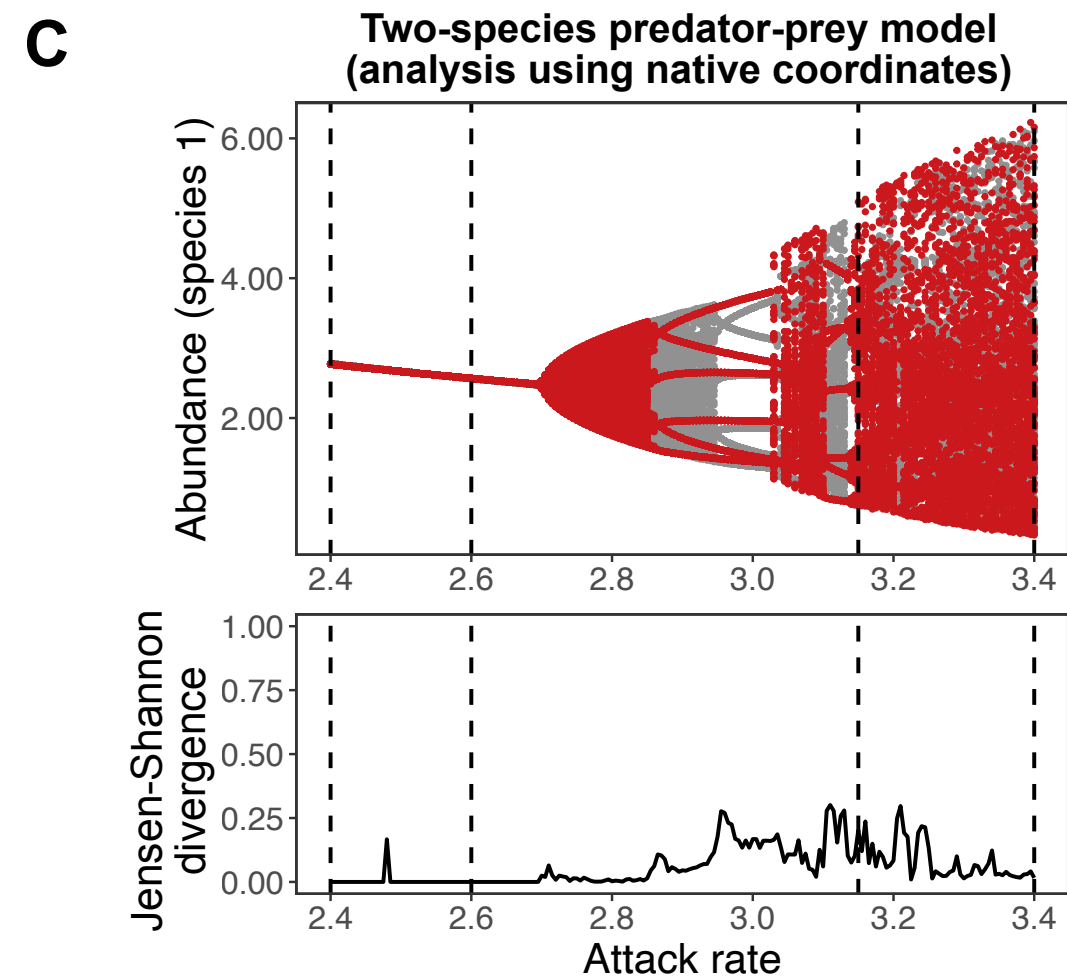 C
Two-species predator-prey model
(analysis using native coordinates)
Abundance (species 1)
6.00
4.00
2.00
2.4 2.6 2.8 3.0 3.2 3.4
Jensen-Shannon
divergence
1.00
0.75
0.50
0.25
0.00
2.4 2.6 2.8 3.0 3.2 3.4
Attack rate